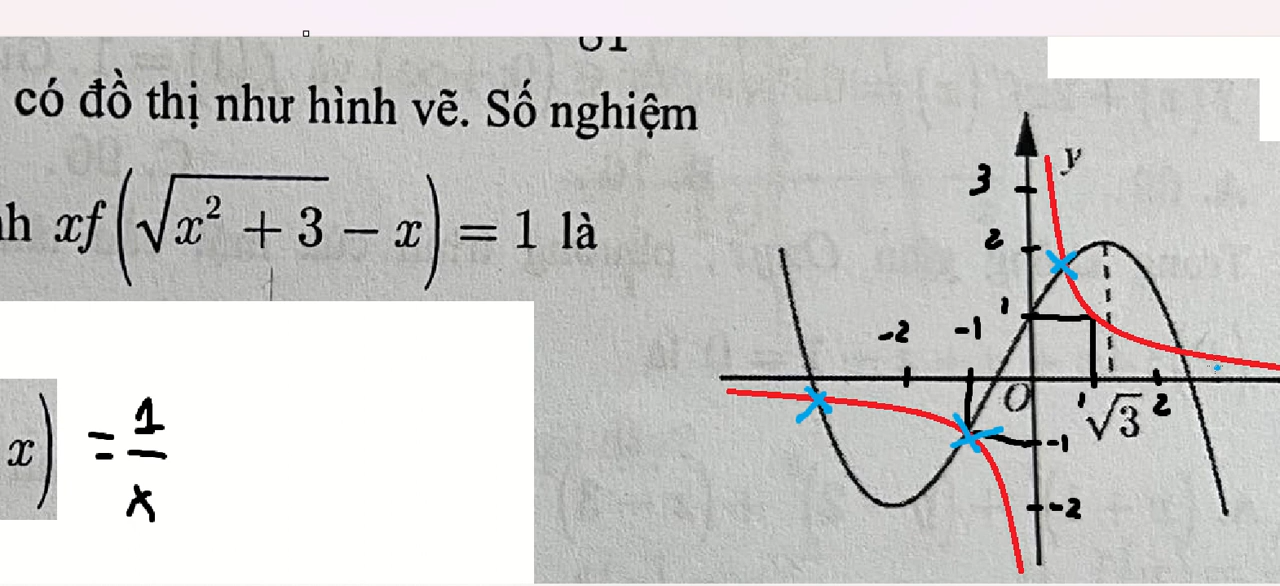 có đồ thị như hình vẽ. Số nghiệm
h xf(√(x² + 3) − x) = 1 là
x) = 1/x
y
3
2
1
-2 -1 O 1 √3 2
-1
-2